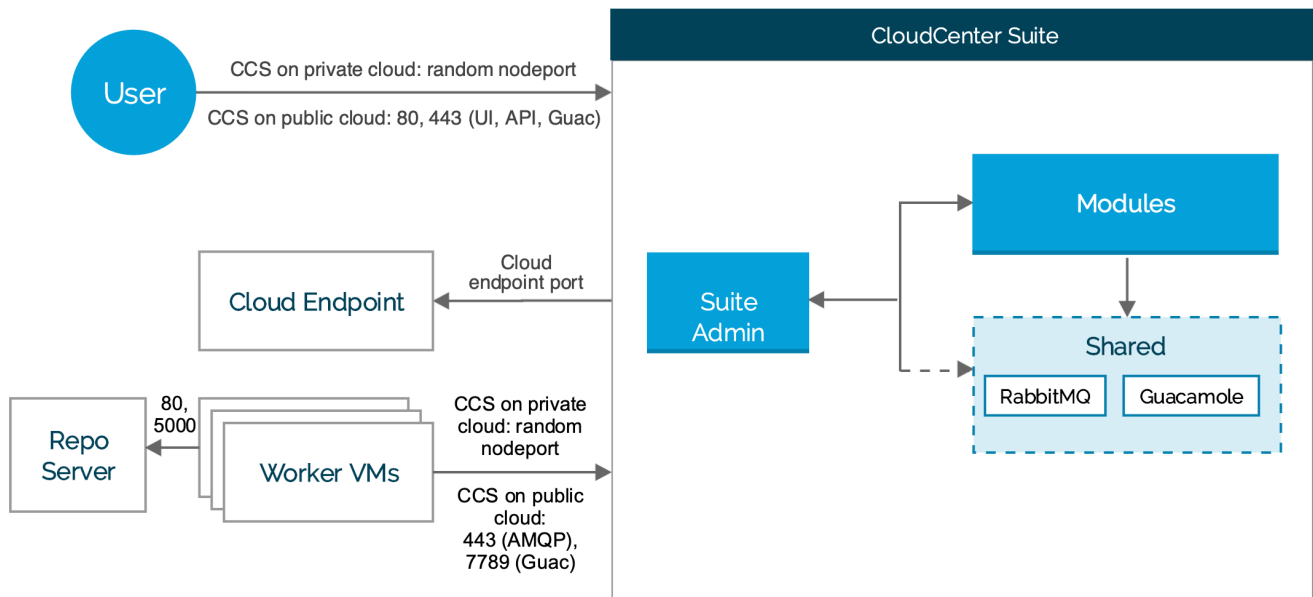 CloudCenter Suite
User
CCS on private cloud: random nodeport
CCS on public cloud: 80, 443 (UI, API, Guac)
Modules
Cloud
endpoint port
Cloud Endpoint
Suite
Admin
Shared
RabbitMQ
Guacamole
80,
5000
Repo
Server
Worker VMs
CCS on private
cloud: random
nodeport
CCS on public
cloud:
443 (AMQP),
7789 (Guac)